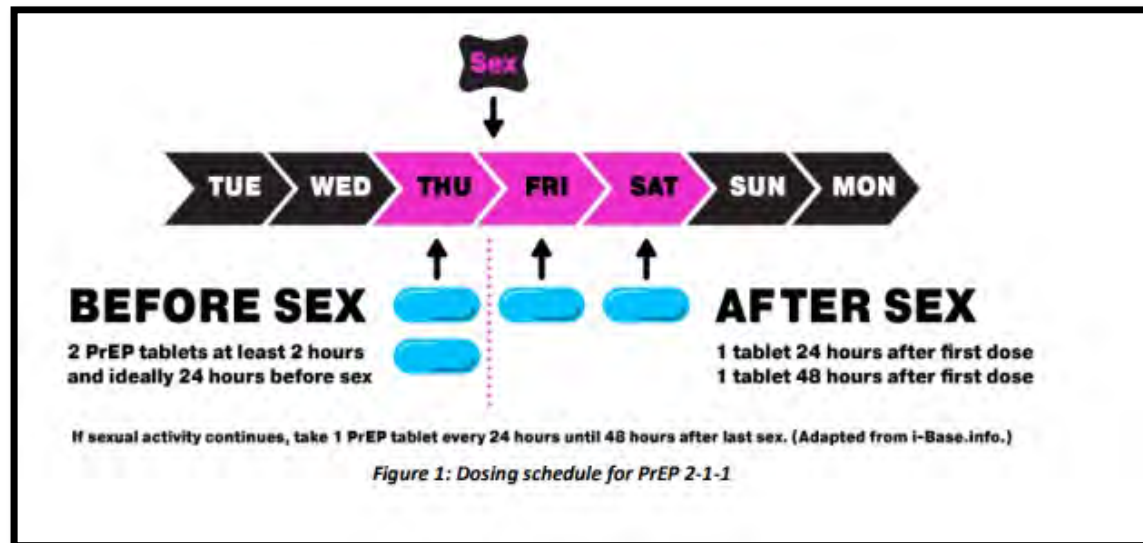 Sex
TUE WED THU FRI SAT SUN MON
BEFORE SEX
2 PrEP tablets at least 2 hours
and ideally 24 hours before sex
AFTER SEX
1 tablet 24 hours after first dose
1 tablet 48 hours after first dose
If sexual activity continues, take 1 PrEP tablet every 24 hours until 48 hours after last sex. (Adapted from i-Base.info.)
Figure 1: Dosing schedule for PrEP 2-1-1